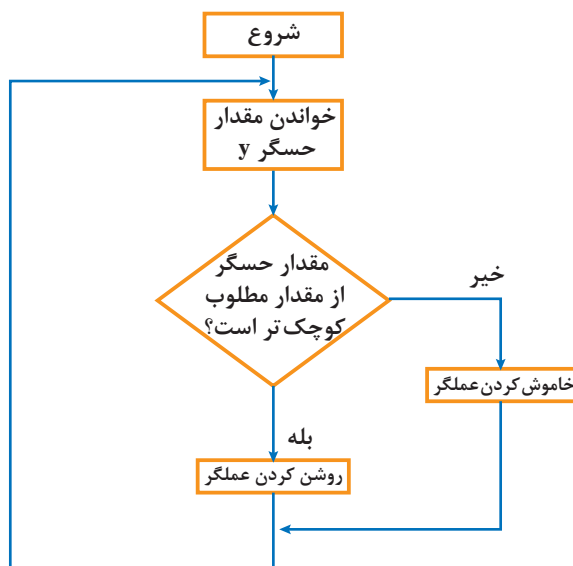 شروع
خواندن مقدار
حسگر y
مقدار حسگر
از مقدار مطلوب
کوچک‌تر است؟
خیر
خاموش کردن عملگر
بله
روشن کردن عملگر